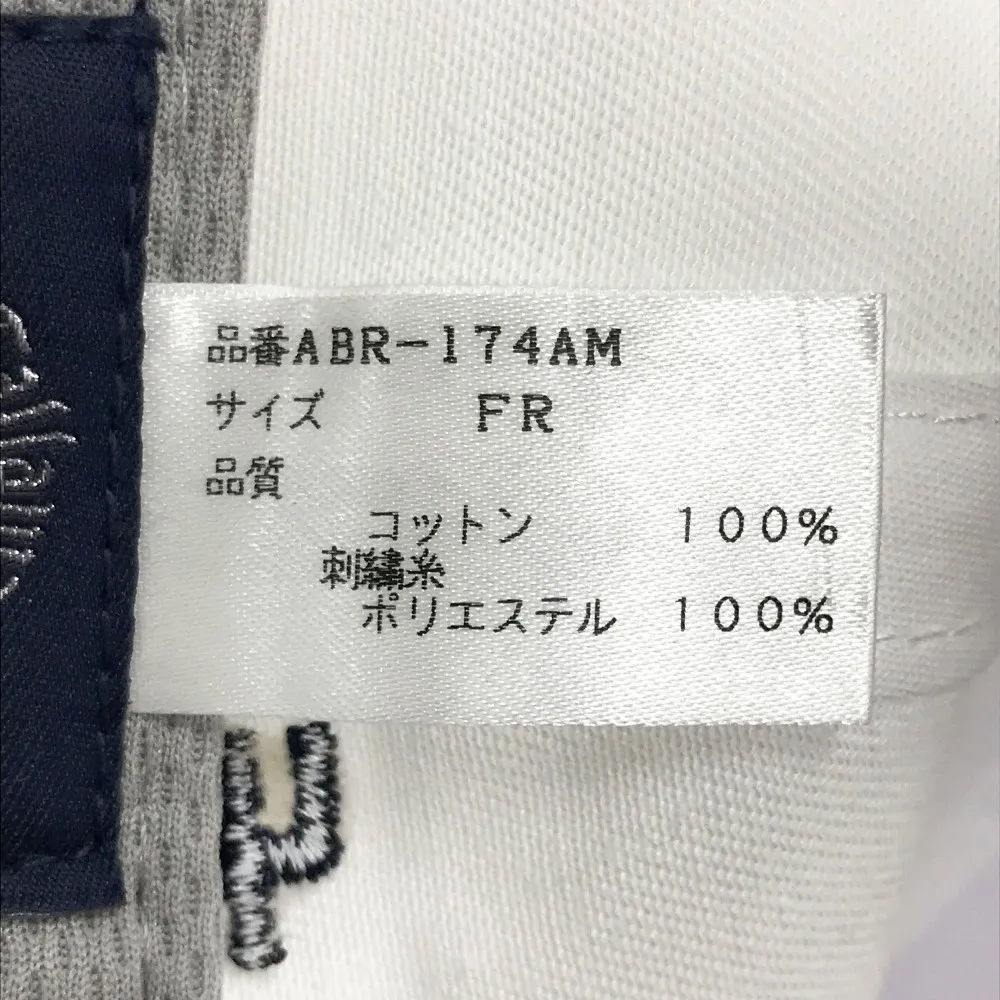 品番ABR-174AM
サイズ FR
品質
コットン 100%
刺繍糸
ポリエステル 100%